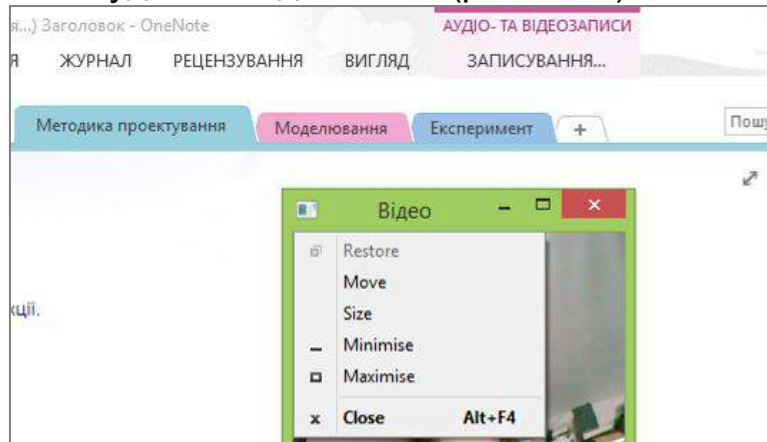 я...) Заголовок - OneNote АУДІО- ТА ВІДЕОЗАПИСИ
Я ЖУРНАЛ РЕЦЕНЗУВАННЯ ВИГЛЯД ЗАПИСУВАННЯ...
Методика проектування Моделювання Експеримент + Пошу
Відео
Restore
Move
Size
кції.
Minimise
Maximise
Close Alt+F4